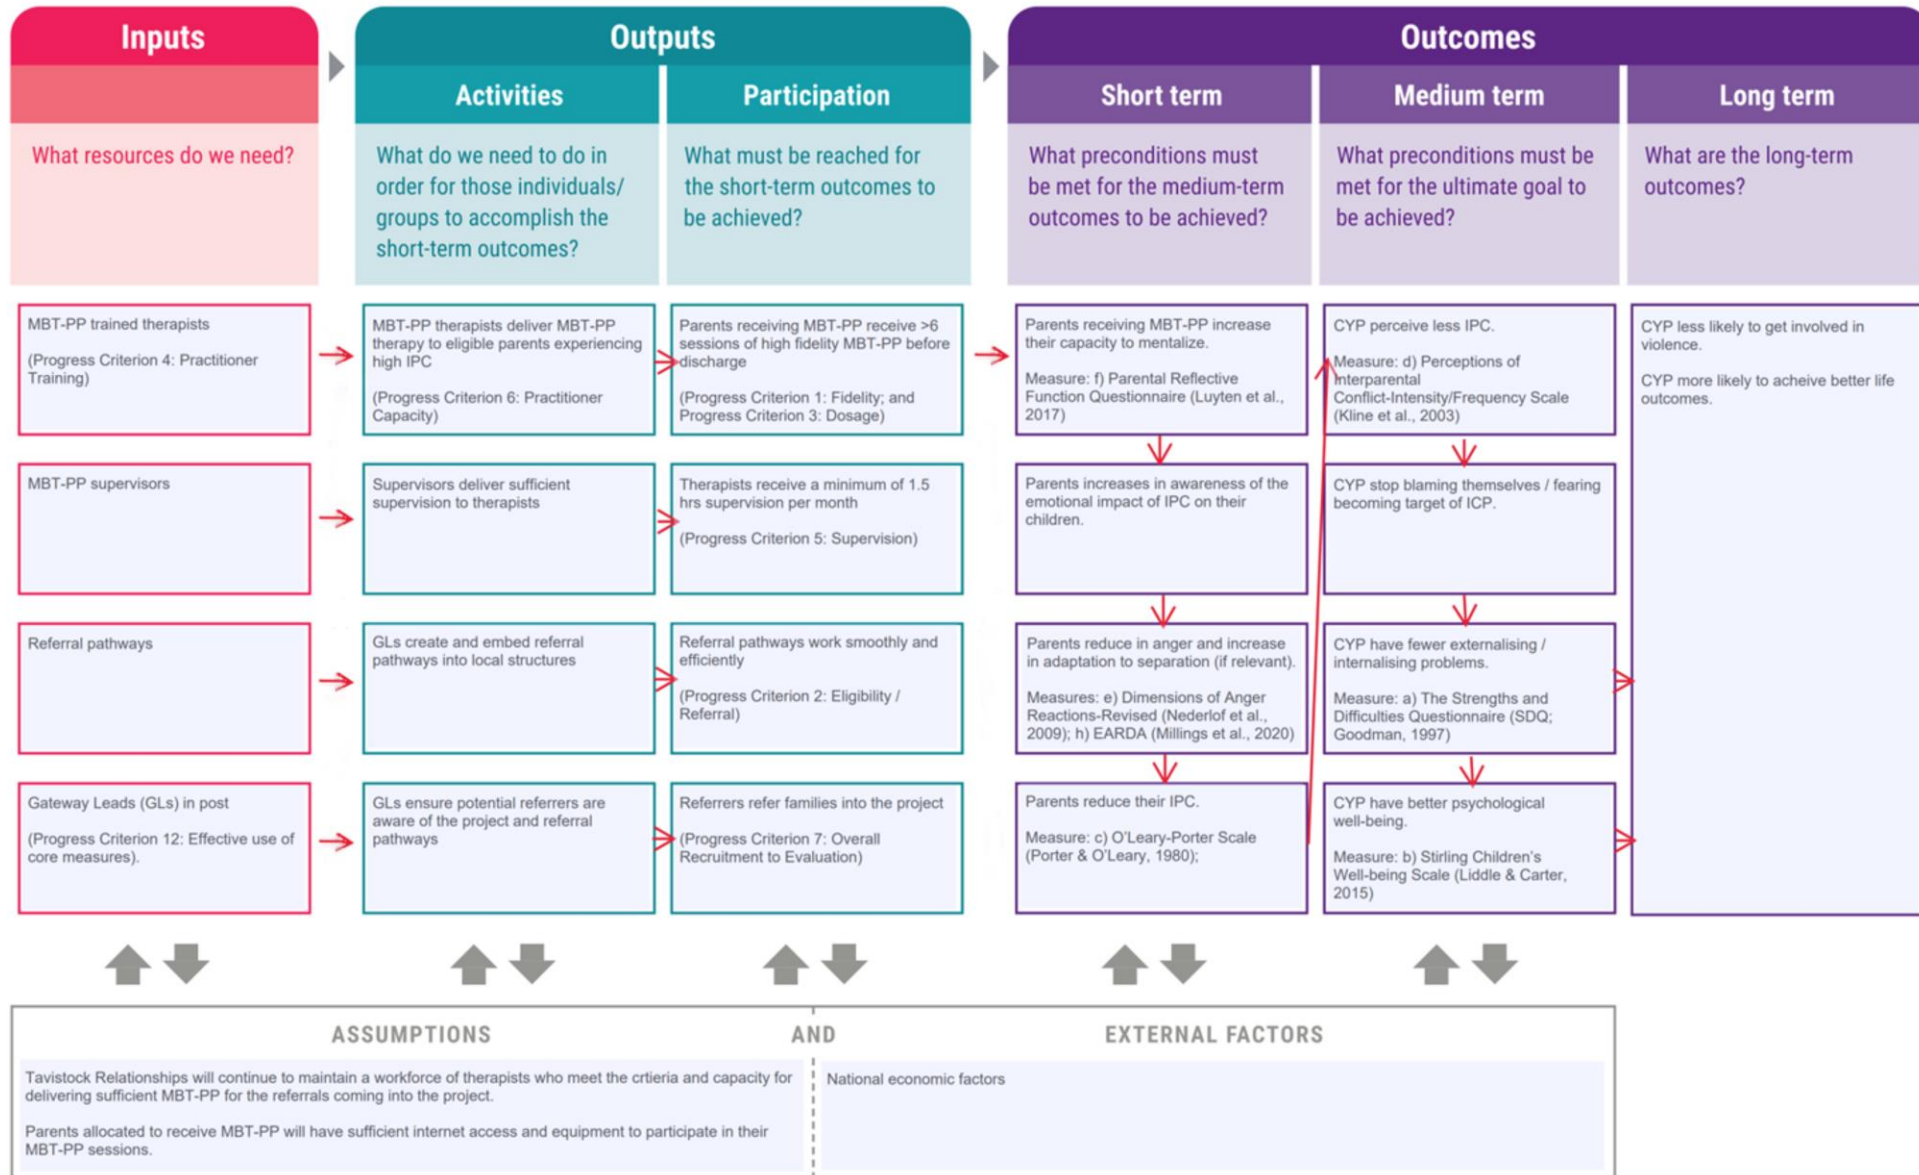 Inputs
Outputs
Outcomes
Activities
Participation
Short term
Medium term
Long term
What resources do we need?
What do we need to do in
order for those individuals/
groups to accomplish the
short-term outcomes?
What must be reached for
the short-term outcomes to
be achieved?
What preconditions must
be met for the medium-term
outcomes to be achieved?
What preconditions must be
met for the ultimate goal to
be achieved?
What are the long-term
outcomes?
MBT-PP trained therapists
(Progress Criterion 4: Practitioner
Training)
MBT-PP therapists deliver MBT-PP
therapy to eligible parents experiencing
high IPC
(Progress Criterion 6: Practitioner
Capacity)
Parents receiving MBT-PP receive >6
sessions of high fidelity MBT-PP before
discharge
(Progress Criterion 1: Fidelity; and
Progress Criterion 3: Dosage)
Parents receiving MBT-PP increase
their capacity to mentalize.
Measure: f) Parental Reflective
Function Questionnaire (Luyten et al.,
2017)
CYP perceive less IPC.
Measure: d) Perceptions of
Interparental
Conflict-Intensity/Frequency Scale
(Kline et al., 2003)
CYP less likely to get involved in
violence.
CYP more likely to acheive better life
outcomes.
MBT-PP supervisors
Supervisors deliver sufficient
supervision to therapists
Therapists receive a minimum of 1.5
hrs supervision per month
(Progress Criterion 5: Supervision)
Parents increases in awareness of the
emotional impact of IPC on their
children.
CYP stop blaming themselves / fearing
becoming target of ICP.
Referral pathways
GLs create and embed referral
pathways into local structures
Referral pathways work smoothly and
efficiently
(Progress Criterion 2: Eligibility /
Referral)
Parents reduce in anger and increase
in adaptation to separation (if relevant).
Measures: e) Dimensions of Anger
Reactions-Revised (Nederlof et al.,
2009); h) EARDA (Millings et al., 2020)
CYP have fewer externalising /
internalising problems.
Measure: a) The Strengths and
Difficulties Questionnaire (SDQ;
Goodman, 1997)
Gateway Leads (GLs) in post
(Progress Criterion 12: Effective use of
core measures).
GLs ensure potential referrers are
aware of the project and referral
pathways
Referrers refer families into the project
(Progress Criterion 7: Overall
Recruitment to Evaluation)
Parents reduce their IPC.
Measure: c) O'Leary-Porter Scale
(Porter & O'Leary, 1980);
CYP have better psychological
well-being.
Measure: b) Stirling Children's
Well-being Scale (Liddle & Carter,
2015)
ASSUMPTIONS AND EXTERNAL FACTORS
Tavistock Relationships will continue to maintain a workforce of therapists who meet the crtieria and capacity for
delivering sufficient MBT-PP for the referrals coming into the project.
Parents allocated to receive MBT-PP will have sufficient internet access and equipment to participate in their
MBT-PP sessions.
National economic factors